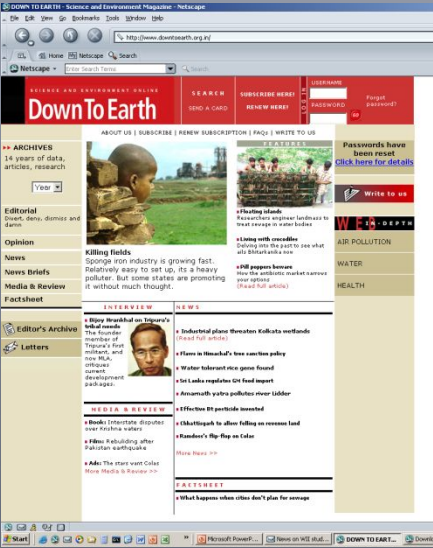 DOWN TO EARTH - Science and Environment Magazine - Netscape
File Edit View Go Bookmarks Tools Window Help
http://www.downtoearth.org.in/
Home Netscape Search
Netscape Enter Search Terms Search
SCIENCE AND ENVIRONMENT ONLINE
Down To Earth
SEARCH
SEND A CARD
SUBSCRIBE HERE!
RENEW HERE!
USERNAME
PASSWORD
Forgot
password?
ABOUT US | SUBSCRIBE | RENEW SUBSCRIPTION | FAQs | WRITE TO US
ARCHIVES
14 years of data,
articles, research
Year
Editorial
Divert, deny, dismiss and
damn
Opinion
News
News Briefs
Media & Review
Factsheet
Editor's Archive
Letters
Killing fields
Sponge iron industry is growing fast.
Relatively easy to set up, its a heavy
polluter. But some states are promoting
it without much thought.
FEATURES
Floating islands
Researchers engineer landmass to
treat sewage in water bodies
Living with crocodiles
Delving into the past to see what
ails Bhitarkanika now
Pill poppers beware
How the antibiotic market narrows
your options
(Read full article)
Passwords have
been reset
Click here for details
Write to us
WEB IN-DEPTH
AIR POLLUTION
WATER
HEALTH
INTERVIEW
Bijoy Hrankhal on Tripura's
tribal needs
The founder
member of
Tripura's first
militant, and
now MLA,
critiques
current
development
packages.
MEDIA & REVIEW
Book: Interstate disputes
over Krishna waters
Film: Rebuilding after
Pakistan earthquake
Ads: The stars want Colas
More Media & Review >>
NEWS
Industrial plans threaten Kolkata wetlands
(Read full article)
Flaws in Himachal's tree sanction policy
Water tolerant rice gene found
Sri Lanka regulates GM food import
Amarnath yatra pollutes river Lidder
Effective Bt pesticide invented
Chhattisgarh to allow felling on revenue land
Ramdoss's flip-flop on Colas
More News >>
FACTSHEET
What happens when cities don't plan for sewage
Start
Microsoft PowerP...
News on WII stud...
DOWN TO EART...